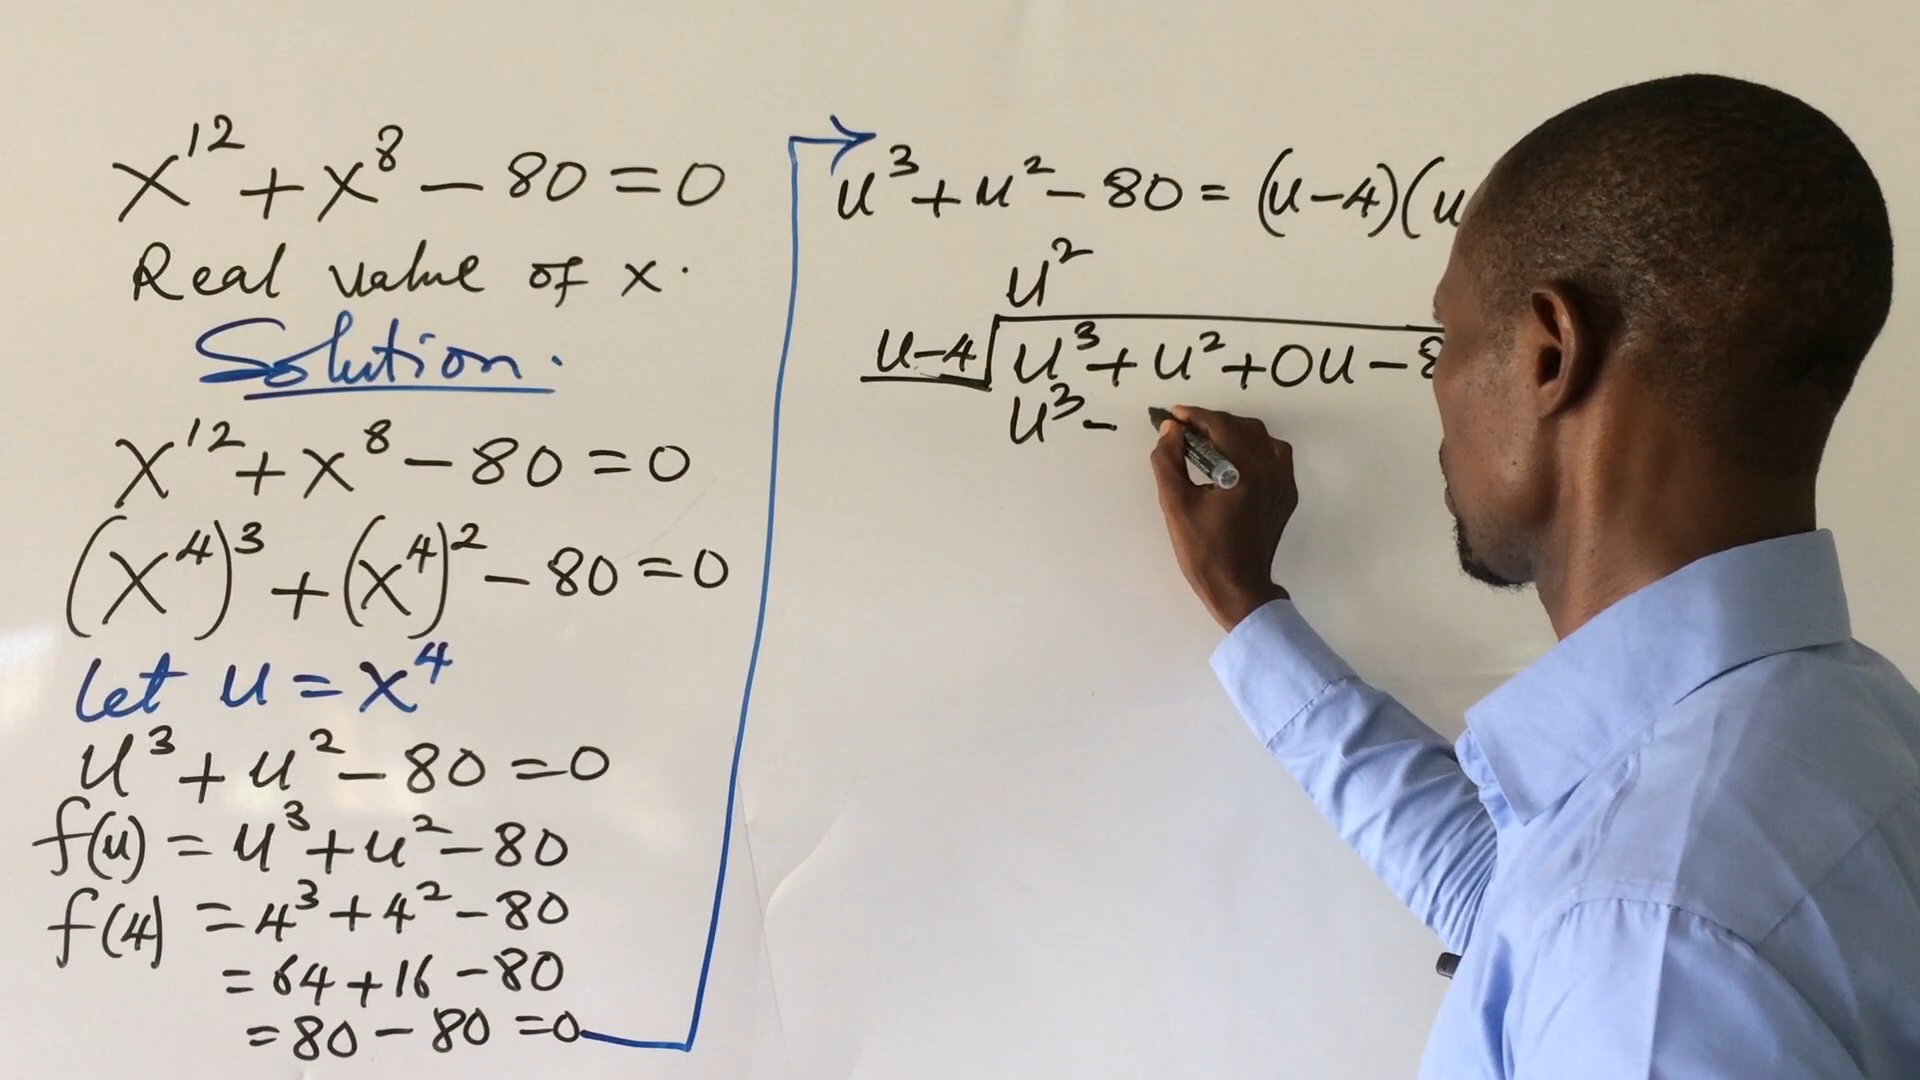 x¹² + x⁸ - 80 = 0
Real value of x.
Solution.
x¹² + x⁸ - 80 = 0
(x⁴)³ + (x⁴)² - 80 = 0
Let u = x⁴
u³ + u² - 80 = 0
f(u) = u³ + u² - 80
f(4) = 4³ + 4² - 80
= 64 + 16 - 80
= 80 - 80 = 0
u³ + u² - 80 = (u - 4)(u
u²
u-4 u³ + u² + 0u - 8
u³ -